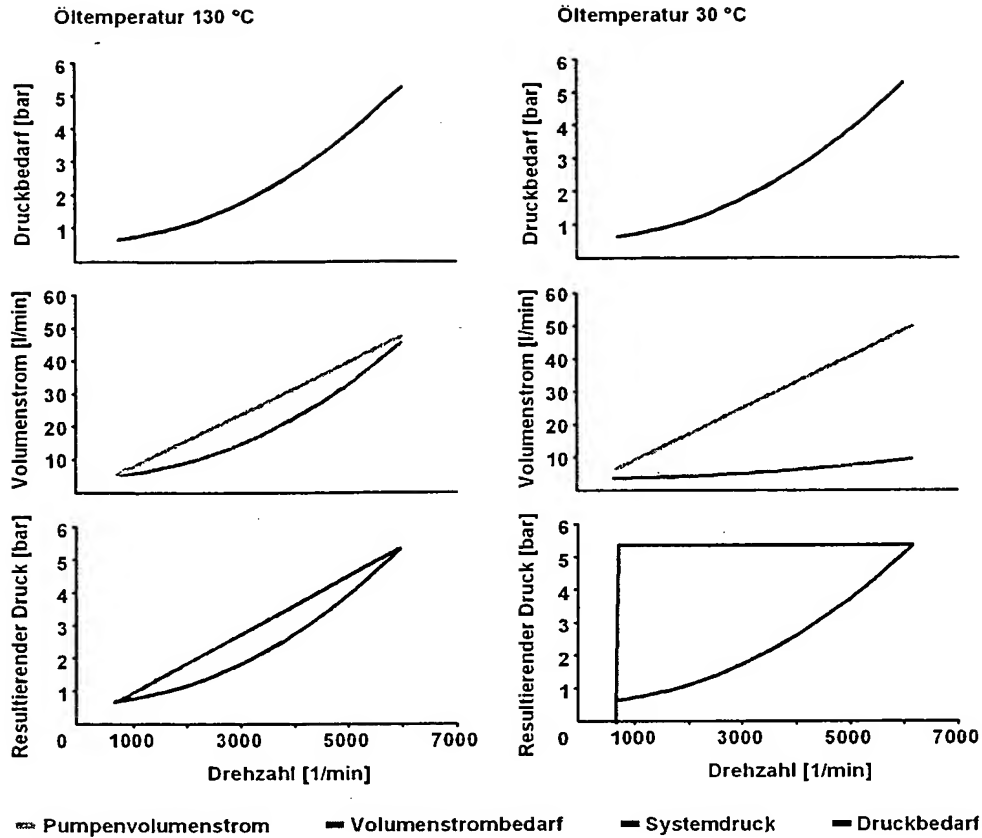 Öltemperatur 130 °C
Öltemperatur 30 °C
Druckbedarf [bar]
6
5
4
3
2
1
Druckbedarf [bar]
6
5
4
3
2
1
Volumenstrom [l/min]
60
50
40
30
20
10
Volumenstrom [l/min]
60
50
40
30
20
10
Resultierender Druck [bar]
6
5
4
3
2
1
0 1000 3000 5000 7000
Drehzahl [1/min]
Resultierender Druck [bar]
6
5
4
3
2
1
0 1000 3000 5000 7000
Drehzahl [1/min]
Pumpenvolumenstrom Volumenstrombedarf Systemdruck Druckbedarf